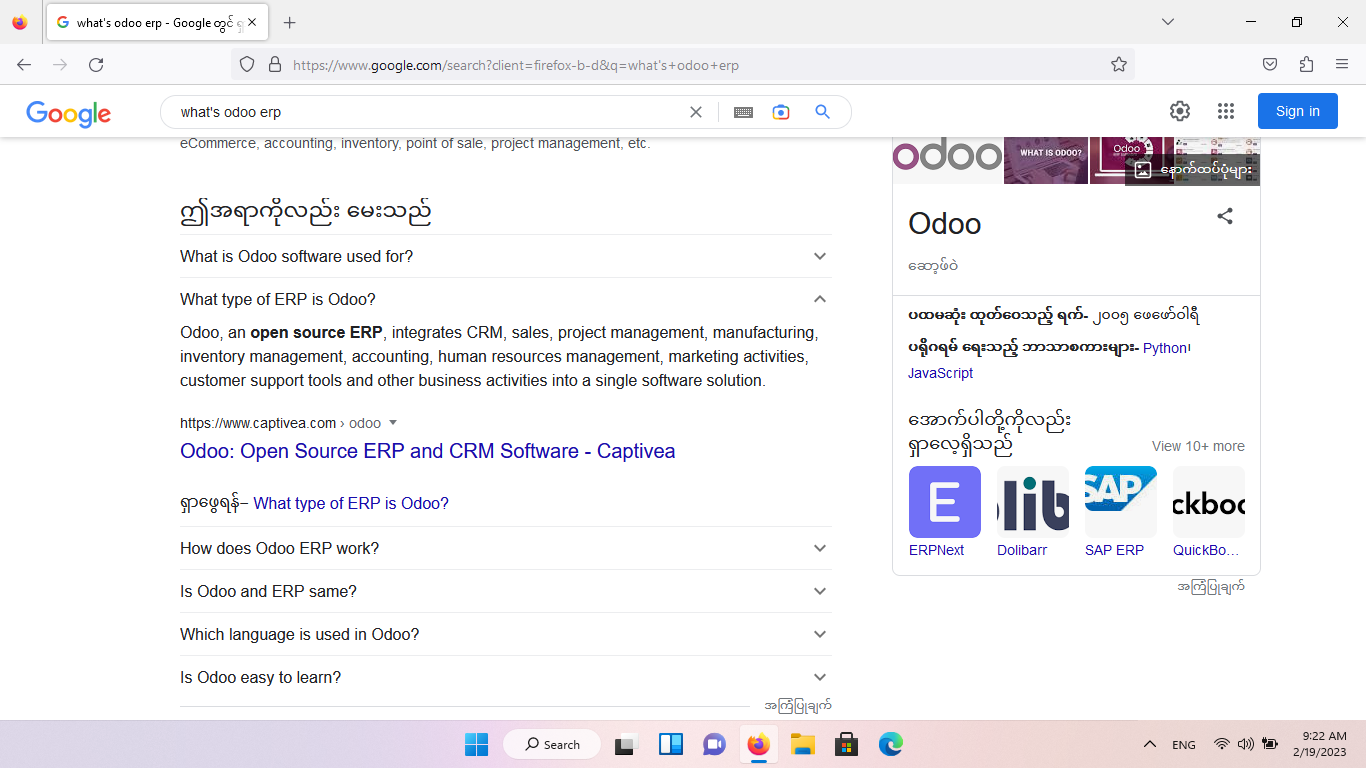 what's odoo erp - Google တွင် ရှ
https://www.google.com/search?client=firefox-b-d&q=what's+odoo+erp
Google
what's odoo erp
Sign in
eCommerce, accounting, inventory, point of sale, project management, etc.
ဤအရာကိုလည်း မေးသည်
What is Odoo software used for?
What type of ERP is Odoo?
Odoo, an open source ERP, integrates CRM, sales, project management, manufacturing,
inventory management, accounting, human resources management, marketing activities,
customer support tools and other business activities into a single software solution.
https://www.captivea.com › odoo
Odoo: Open Source ERP and CRM Software - Captivea
ရှာဖွေရန်– What type of ERP is Odoo?
How does Odoo ERP work?
Is Odoo and ERP same?
Which language is used in Odoo?
Is Odoo easy to learn?
အကြံပြုချက်
odoo
WHAT IS ODOO?
Odoo
နောက်ထပ်ပုံများ
Odoo
ဆော့ဖ်ဝဲ
ပထမဆုံး ထုတ်ဝေသည့် ရက်- ၂၀၀၅ ဖေဖော်ဝါရီ
ပရိုဂရမ် ရေးသည့် ဘာသာစကားများ- Python၊
JavaScript
အောက်ပါတို့ကိုလည်း
ရှာလေ့ရှိသည်
View 10+ more
E
olib
SAP
ckboo
ERPNext
Dolibarr
SAP ERP
QuickBo…
အကြံပြုချက်
Search
ENG
9:22 AM
2/19/2023